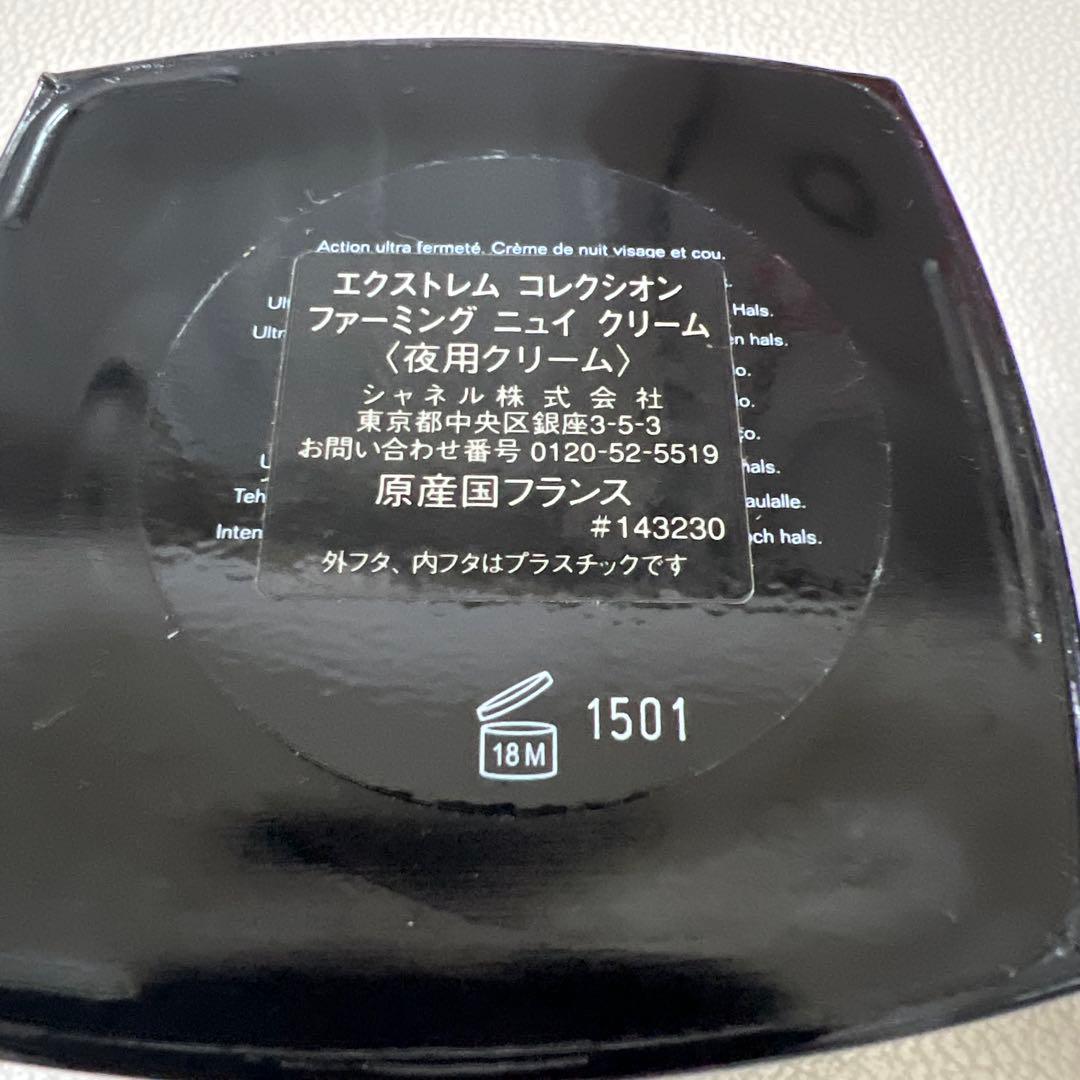 Action ultra fermeté. Crème de nuit visage et cou.
エクストレム コレクシオン
Hals.
ファーミング ニュイ クリーム
hals.
〈夜用クリーム〉
シャネル株式会社
東京都中央区銀座3-5-3
お問い合わせ番号 0120-52-5519
原産国フランス
#143230
hals.
外フタ、内フタはプラスチックです
18M 1501